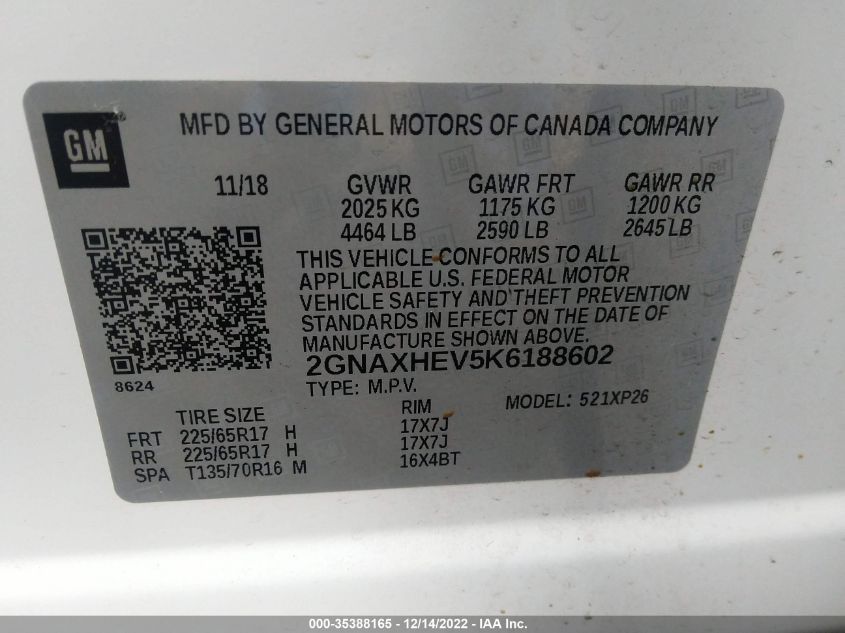 GM
MFD BY GENERAL MOTORS OF CANADA COMPANY
11/18 GVWR GAWR FRT GAWR RR
2025 KG 1175 KG 1200 KG
4464 LB 2590 LB 2645 LB
THIS VEHICLE CONFORMS TO ALL
APPLICABLE U.S. FEDERAL MOTOR
VEHICLE SAFETY AND THEFT PREVENTION
STANDARDS IN EFFECT ON THE DATE OF
MANUFACTURE SHOWN ABOVE.
2GNAXHEV5K6188602
8624
TYPE: M.P.V. MODEL: 521XP26
TIRE SIZE RIM
FRT 225/65R17 H 17X7J
RR 225/65R17 H 17X7J
SPA T135/70R16 M 16X4BT
000-35388165 - 12/14/2022 - IAA Inc.